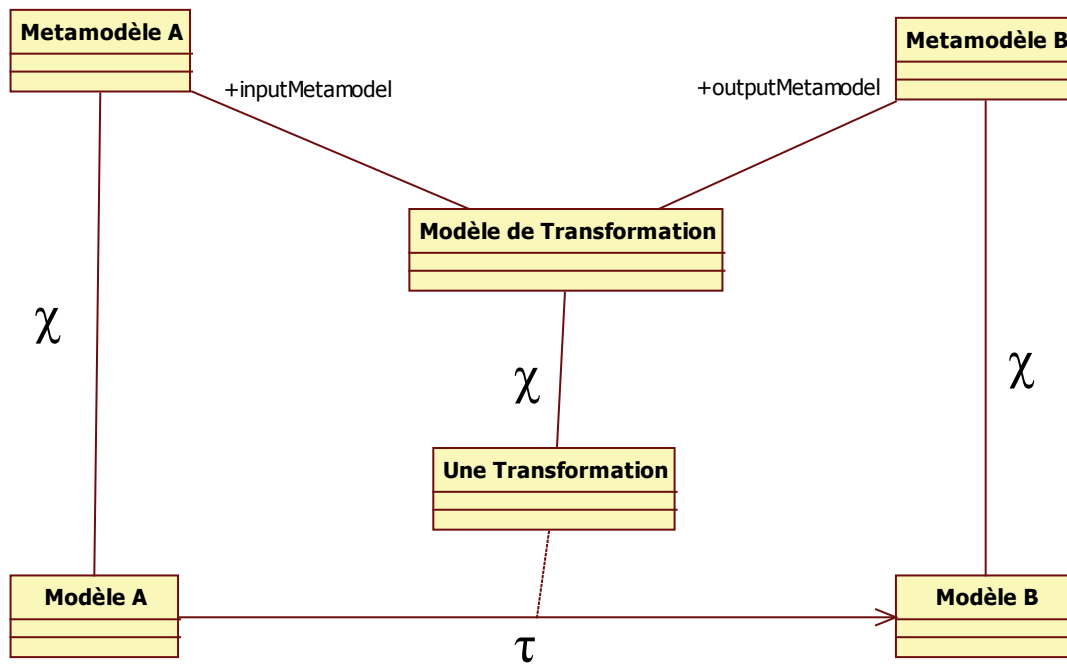 Metamodèle A
Metamodèle B
+inputMetamodel
+outputMetamodel
Modèle de Transformation
χ
χ
χ
Une Transformation
Modèle A
Modèle B
τ